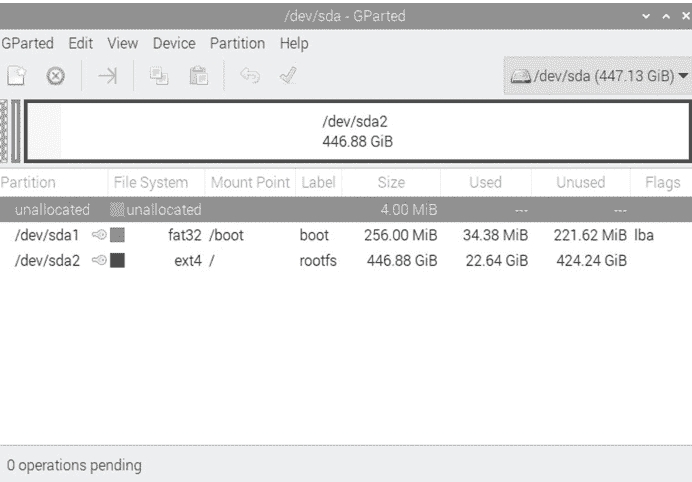 /dev/sda - GParted
GParted Edit View Device Partition Help
/dev/sda (447.13 GiB)
/dev/sda2
446.88 GiB
Partition File System Mount Point Label Size Used Unused Flags
unallocated unallocated 4.00 MiB --- ---
/dev/sda1 fat32 /boot boot 256.00 MiB 34.38 MiB 221.62 MiB lba
/dev/sda2 ext4 / rootfs 446.88 GiB 22.64 GiB 424.24 GiB
0 operations pending